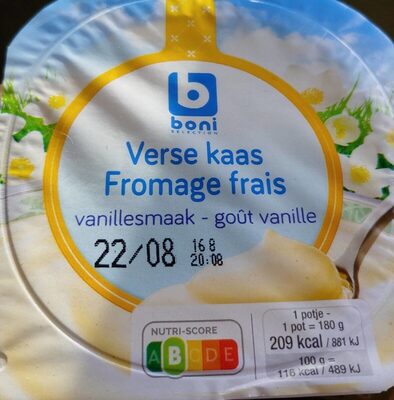 b
boni
SELECTION
Verse kaas
Fromage frais
vanillesmaak - goût vanille
22/08 16 8
20:08
NUTRI-SCORE
A B C D E
1 potje -
1 pot = 180 g
209 kcal / 881 kJ
100 g =
116 kcal / 489 kJ